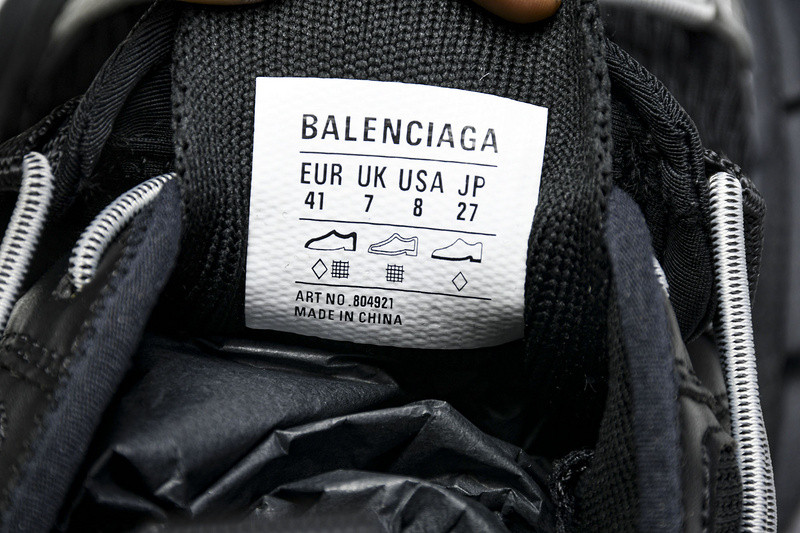 BALENCIAGA
EUR UK USA JP
41 7 8 27
ART NO.804921
MADE IN CHINA